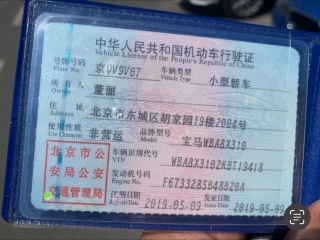 中华人民共和国机动车行驶证
Vehicle License of the People's Republic of China
号牌号码 京QV9V07 车辆类型 小型轿车
Plate No. Vehicle Type
所有人 董丽
Owner
住址 北京市东城区胡家园19楼2004号
Address
使用性质 非营运 品牌型号 宝马WBA8X310
Use Character Model
北京市公
安局公安
交通管理局
车辆识别代号
VIN
发动机号码
Engine No.
注册日期 2019-05-09 发证日期 2019-05-09
Register Date Issue Date